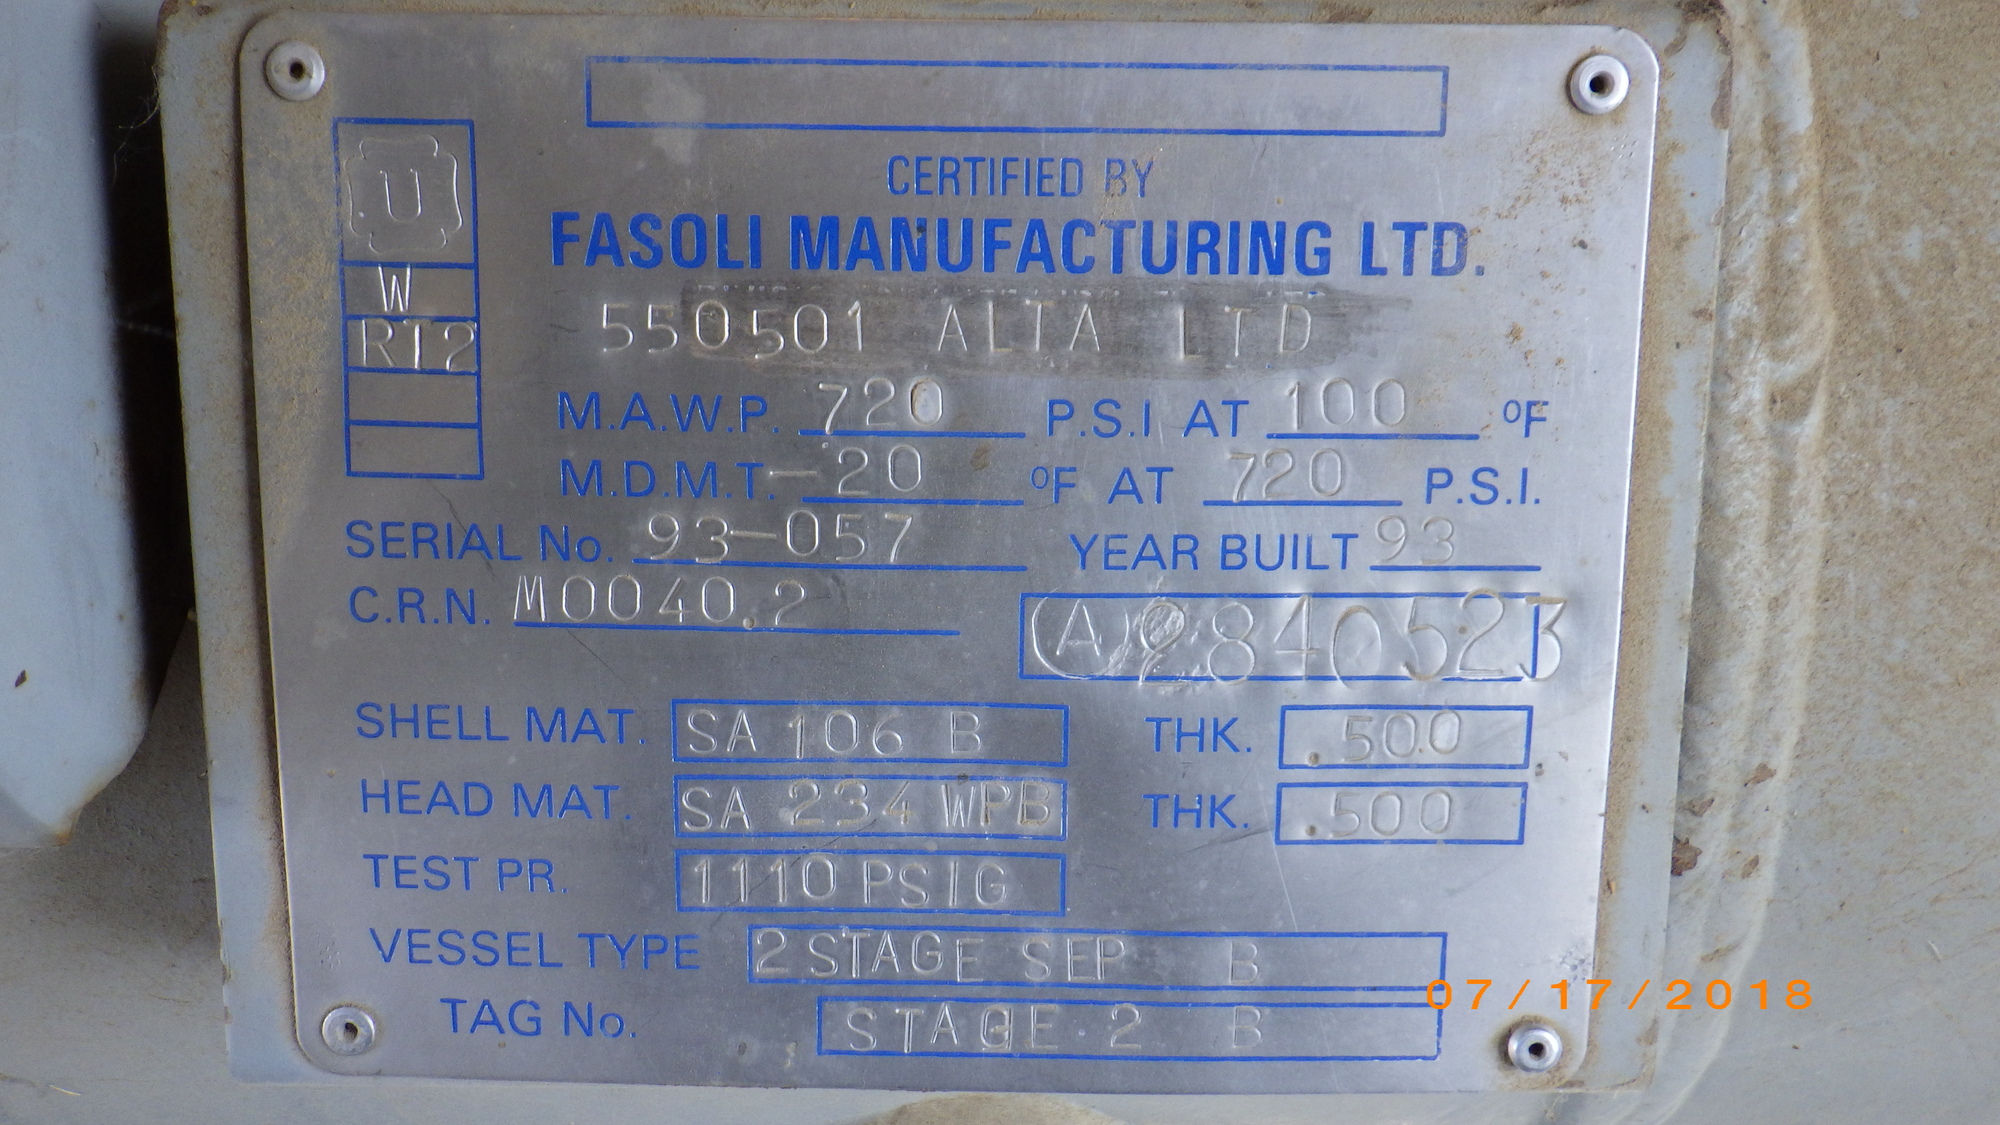 CERTIFIED BY
FASOLI MANUFACTURING LTD.
U
W
RT2
550501 ALTA LTD
M.A.W.P. 720 P.S.I AT 100 °F
M.D.M.T. -20 °F AT 720 P.S.I.
SERIAL No. 93-057 YEAR BUILT 93
C.R.N. M0040.2
A 2840523
SHELL MAT. SA 106 B THK. .500
HEAD MAT. SA 234 WPB THK. .500
TEST PR. 1110 PSIG
VESSEL TYPE 2 STAGE SEP B
TAG No. STAGE 2 B
07/17/2018